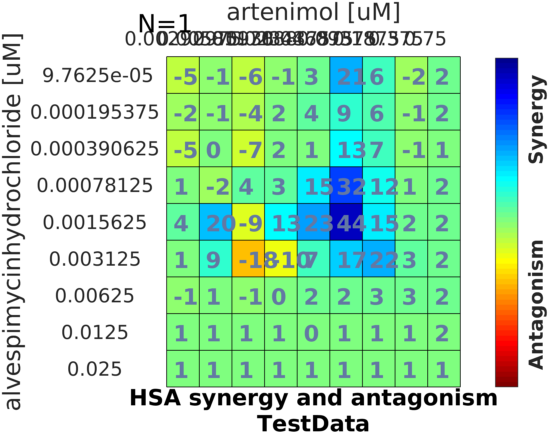 N=1
artenimol [uM]
alvespimycinhydrochloride [uM]
9.7625e-05 -5 -1 -6 -1 3 21 6 -2 2
0.000195375 -2 -1 -4 2 4 9 6 -1 2
0.000390625 -5 0 -7 2 1 13 7 -1 1
0.00078125 1 -2 4 3 15 32 12 1 2
0.0015625 4 20 -9 13 23 44 15 2 2
0.003125 1 9 -18 -10 7 17 22 3 2
0.00625 -1 1 -1 0 2 2 3 3 2
0.0125 1 1 1 1 0 1 1 1 2
0.025 1 1 1 1 1 1 1 1 1
Synergy
Antagonism
HSA synergy and antagonism
TestData